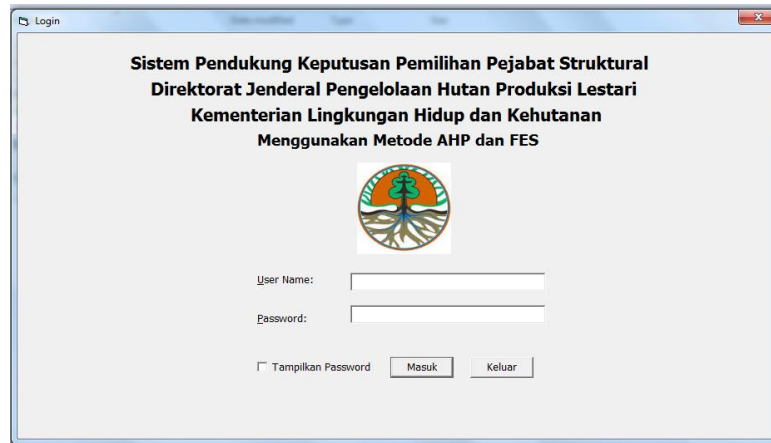 Login
Sistem Pendukung Keputusan Pemilihan Pejabat Struktural
Direktorat Jenderal Pengelolaan Hutan Produksi Lestari
Kementerian Lingkungan Hidup dan Kehutanan
Menggunakan Metode AHP dan FES
User Name:
Password:
Tampilkan Password Masuk Keluar